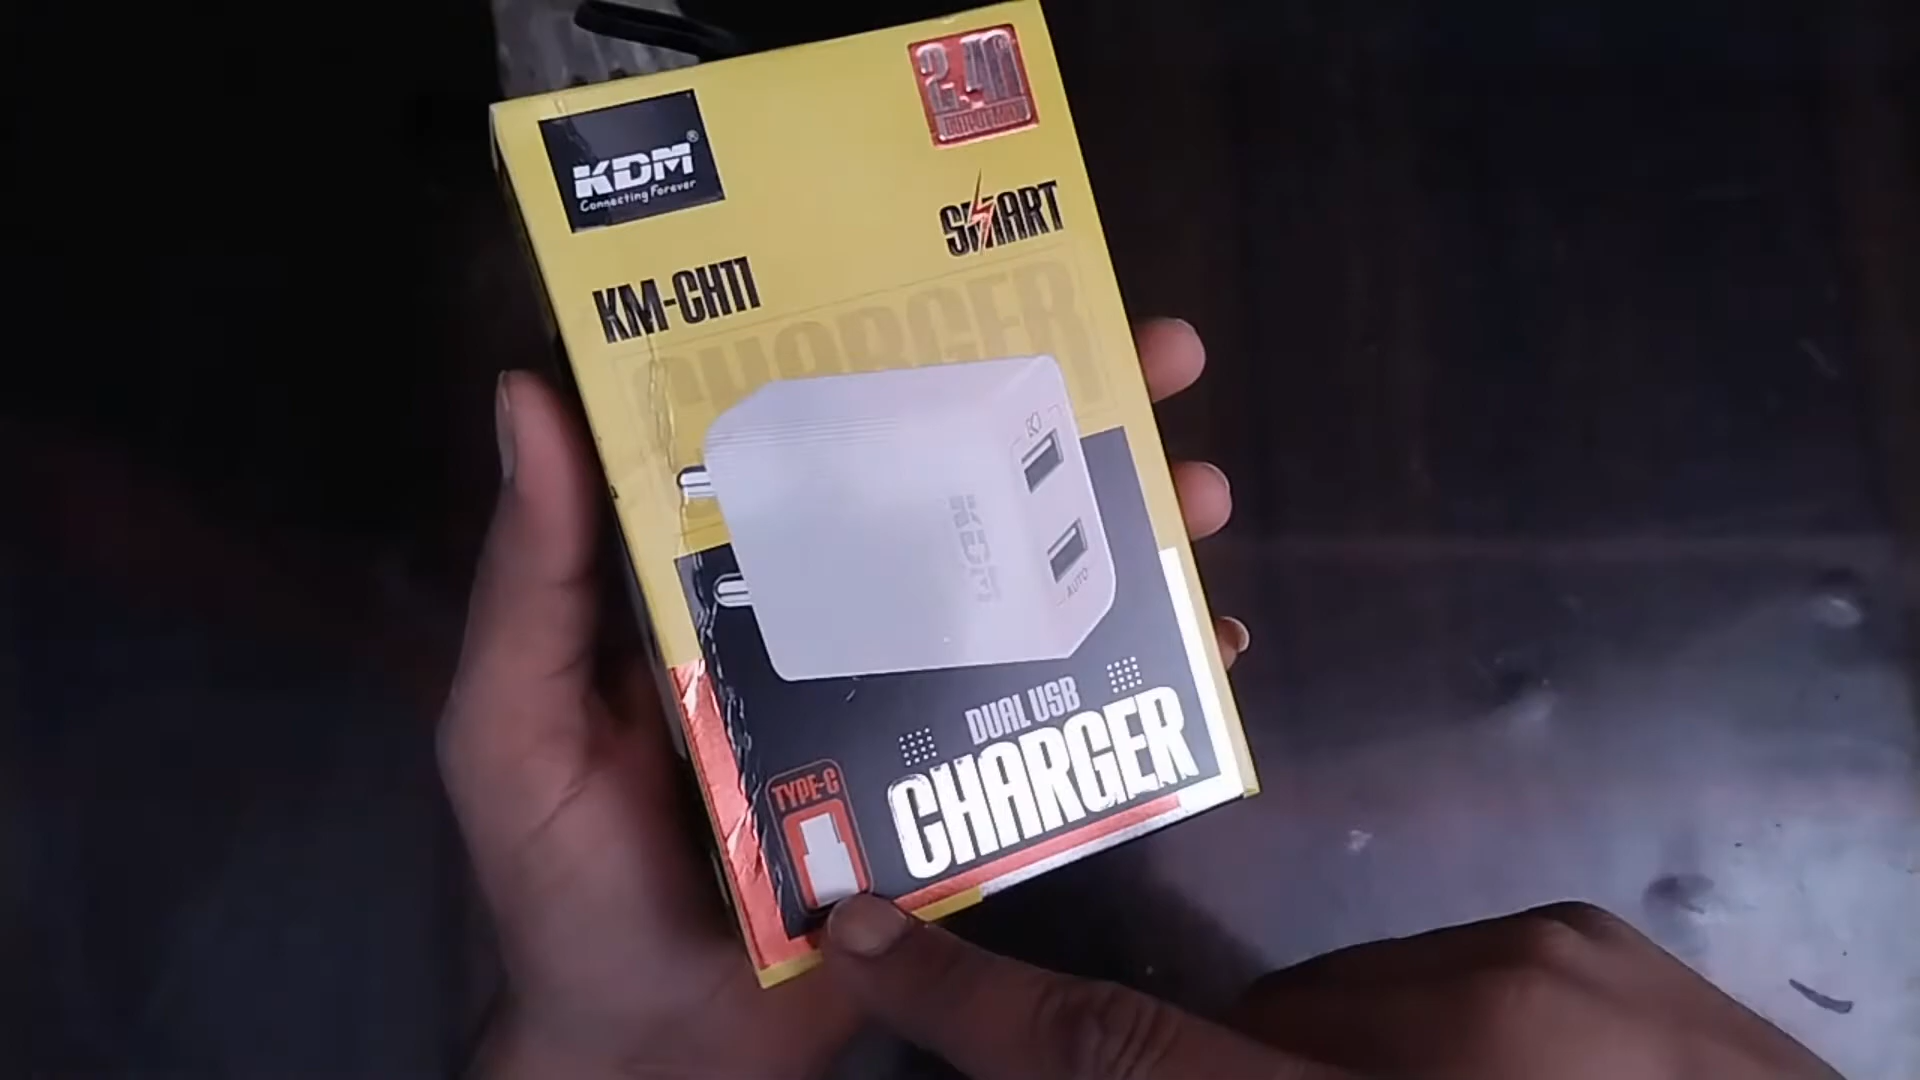 KDM®
Connecting Forever
2.4A
SMART
KM-CH11
CHARGER
KDM
AUTO
DUAL USB
CHARGER
TYPE-C